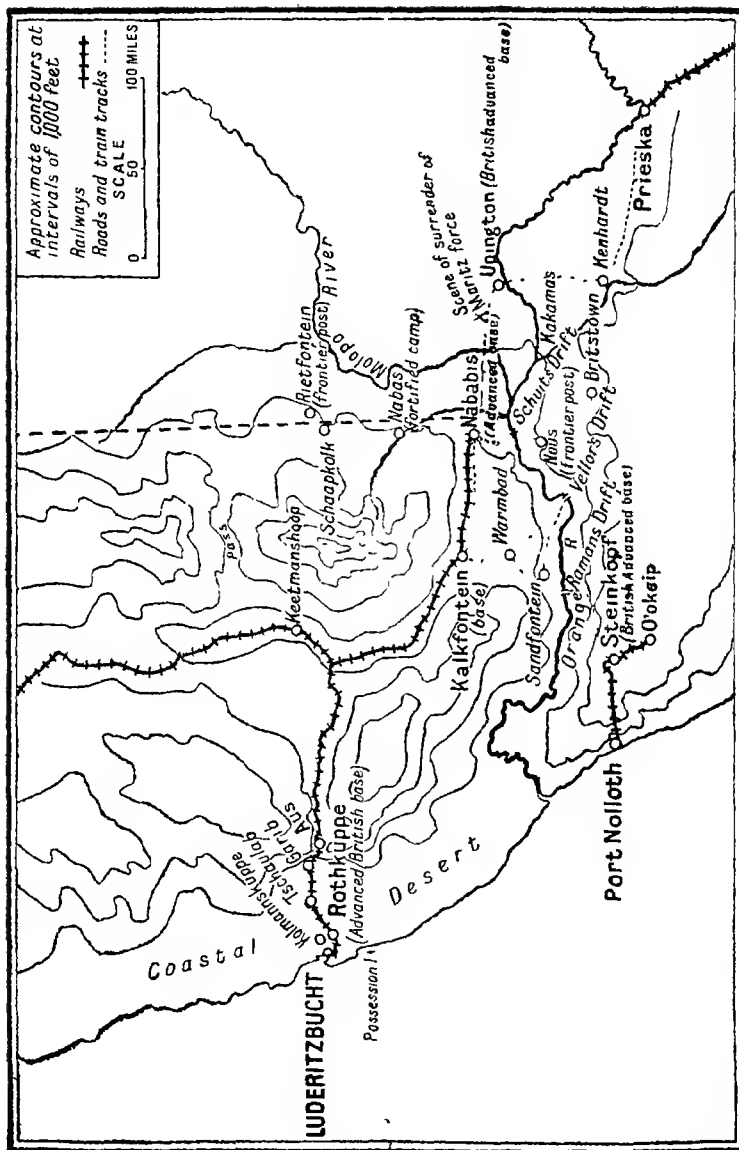 Approximate contours at
intervals of 1,000 feet
Railways
Roads and train tracks
SCALE
0 50 100 MILES
Molopo River
Rietfontein
(frontier post)
Schaapkolk
Nabas
(fortified camp)
pass
Keetmanshoop
Scene of surrender of
X Maritz force
Upington (British advanced
base)
Nababis
(Advanced base)
Kalkfontein
(base)
Warmbad
Sandfontein
Orange R
Ramans Drift
Schuits Drift
Kakamas
Nous
(frontier post)
Vellors Drift
Britstown
Kenhardt
Prieska
Steinkopf
(British Advanced base)
O'okeip
Port Nolloth
Coastal Desert
Kolmannskuppe
Tschaulab
Garib
Aus
Rothkuppe
(Advanced British base)
LUDERITZBUCHT
Possession I.